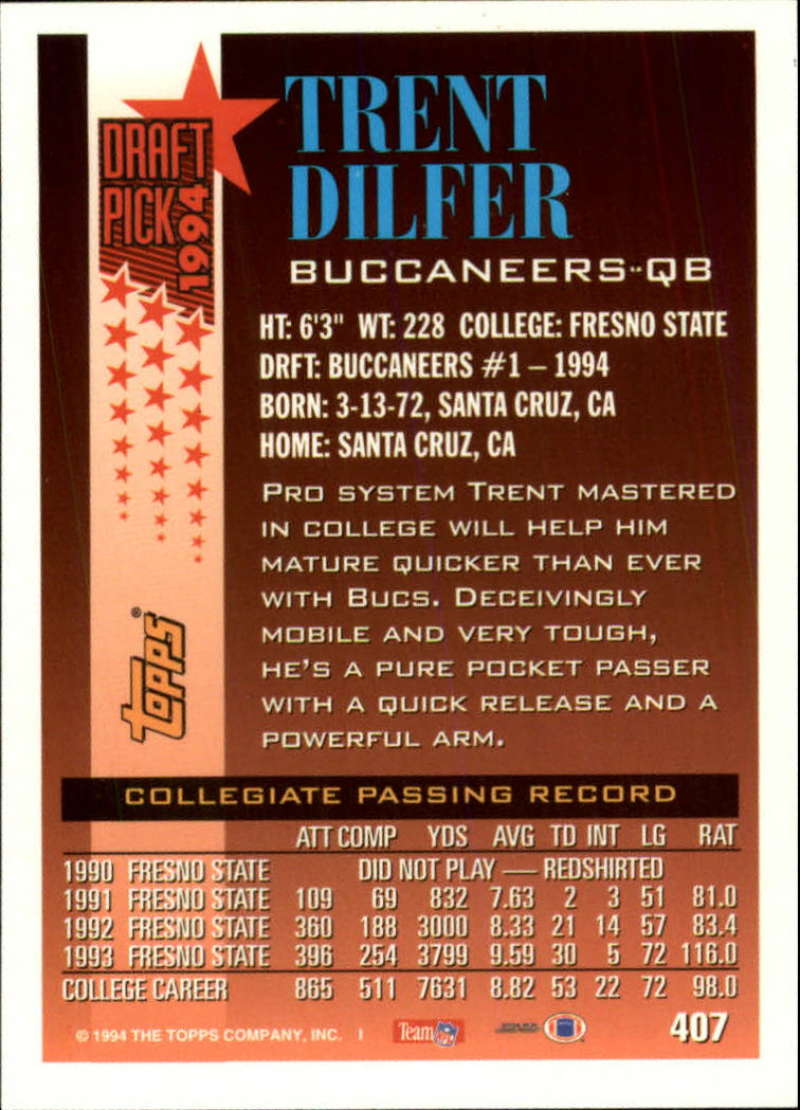 DRAFT
PICK
1994
TRENT
DILFER
BUCCANEERS-QB
HT: 6'3" WT: 228 COLLEGE: FRESNO STATE
DRFT: BUCCANEERS #1 – 1994
BORN: 3-13-72, SANTA CRUZ, CA
HOME: SANTA CRUZ, CA
PRO SYSTEM TRENT MASTERED
IN COLLEGE WILL HELP HIM
MATURE QUICKER THAN EVER
WITH BUCS. DECEIVINGLY
MOBILE AND VERY TOUGH,
HE'S A PURE POCKET PASSER
WITH A QUICK RELEASE AND A
POWERFUL ARM.
Topps®
COLLEGIATE PASSING RECORD
ATT COMP YDS AVG TD INT LG RAT
1990 FRESNO STATE DID NOT PLAY — REDSHIRTED
1991 FRESNO STATE 109 69 832 7.63 2 3 51 81.0
1992 FRESNO STATE 360 188 3000 8.33 21 14 57 83.4
1993 FRESNO STATE 396 254 3799 9.59 30 5 72 116.0
COLLEGE CAREER 865 511 7631 8.82 53 22 72 98.0
© 1994 THE TOPPS COMPANY, INC. I Team NFL 407